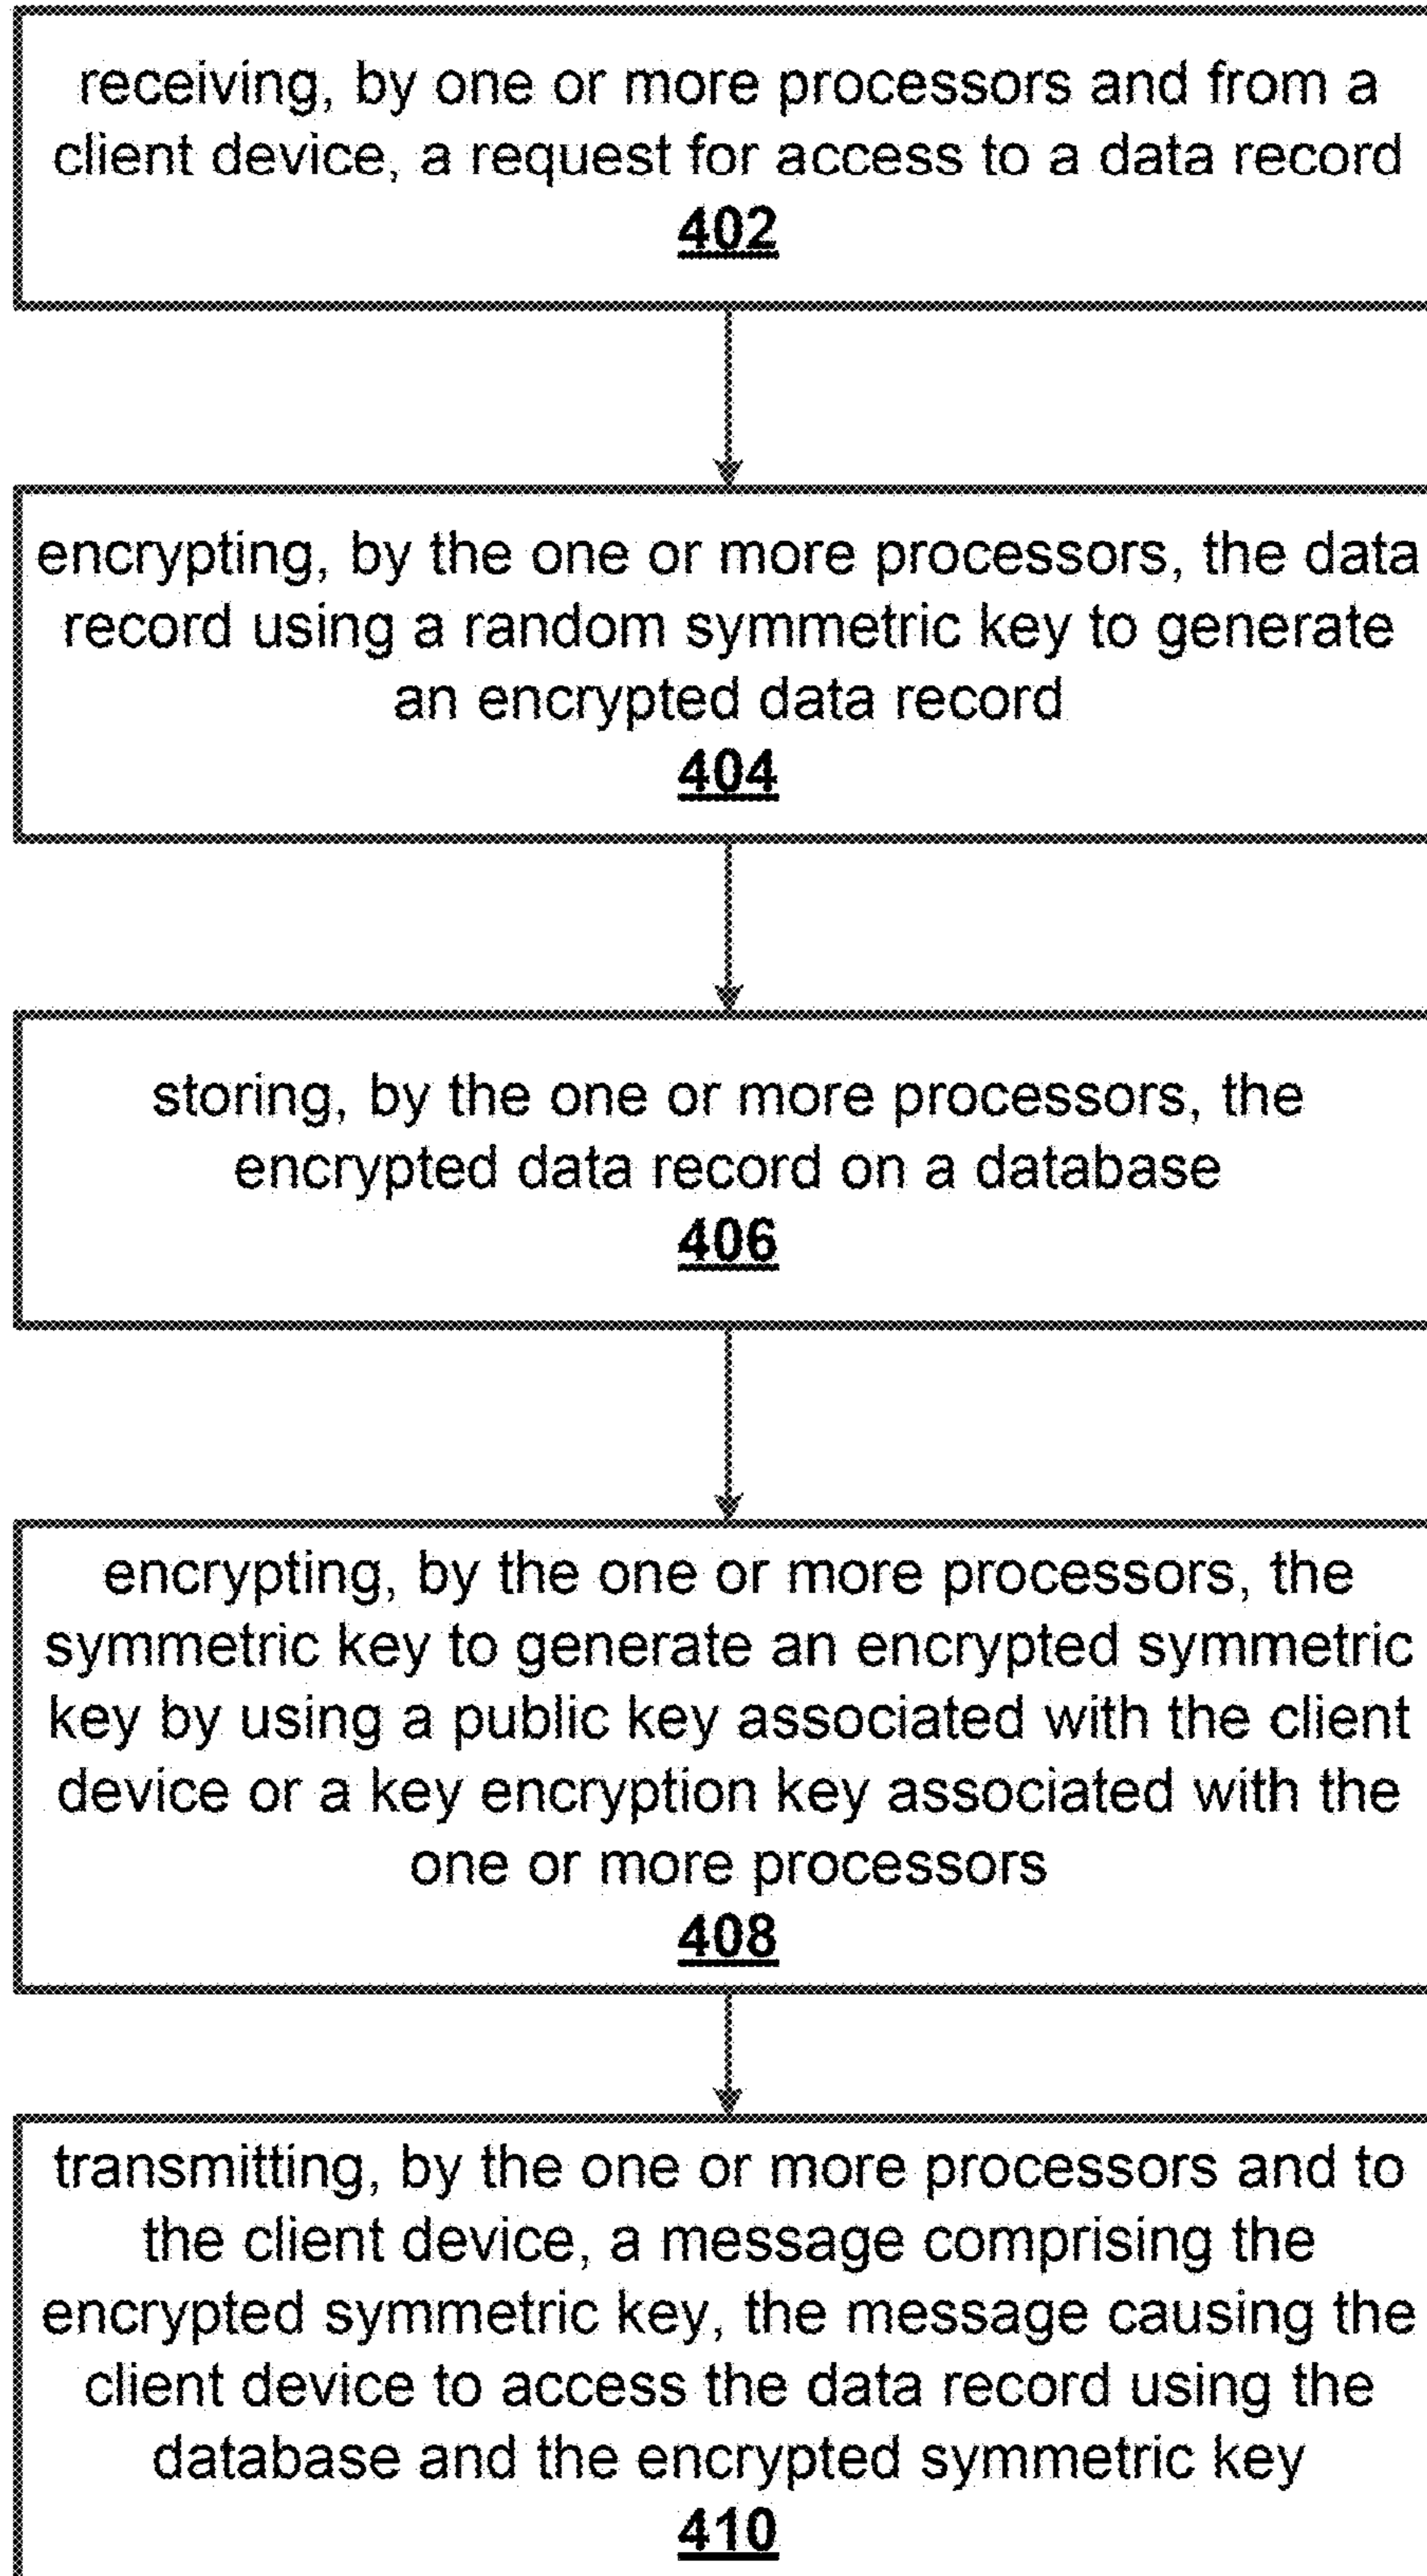 receiving, by one or more processors and from a
client device, a request for access to a data record
402
encrypting, by the one or more processors, the data
record using a random symmetric key to generate
an encrypted data record
404
storing, by the one or more processors, the
encrypted data record on a database
406
encrypting, by the one or more processors, the
symmetric key to generate an encrypted symmetric
key by using a public key associated with the client
device or a key encryption key associated with the
one or more processors
408
transmitting, by the one or more processors and to
the client device, a message comprising the
encrypted symmetric key, the message causing the
client device to access the data record using the
database and the encrypted symmetric key
410